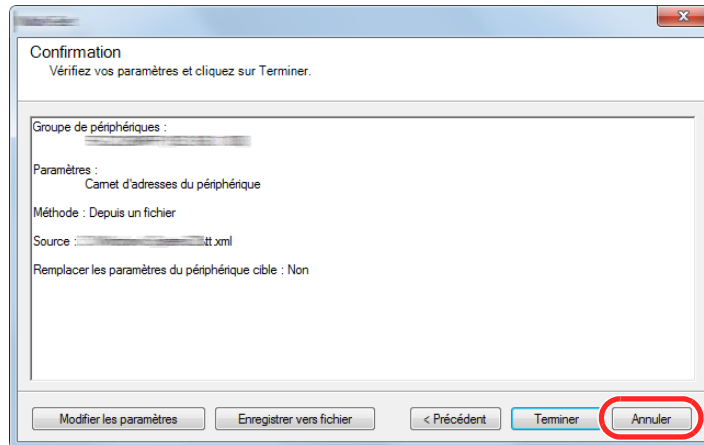 Confirmation
Vérifiez vos paramètres et cliquez sur Terminer.
Groupe de périphériques :
Paramètres :
Carnet d'adresses du périphérique
Méthode : Depuis un fichier
Source : tt.xml
Remplacer les paramètres du périphérique cible : Non
Modifier les paramètres
Enregistrer vers fichier
< Précédent
Terminer
Annuler